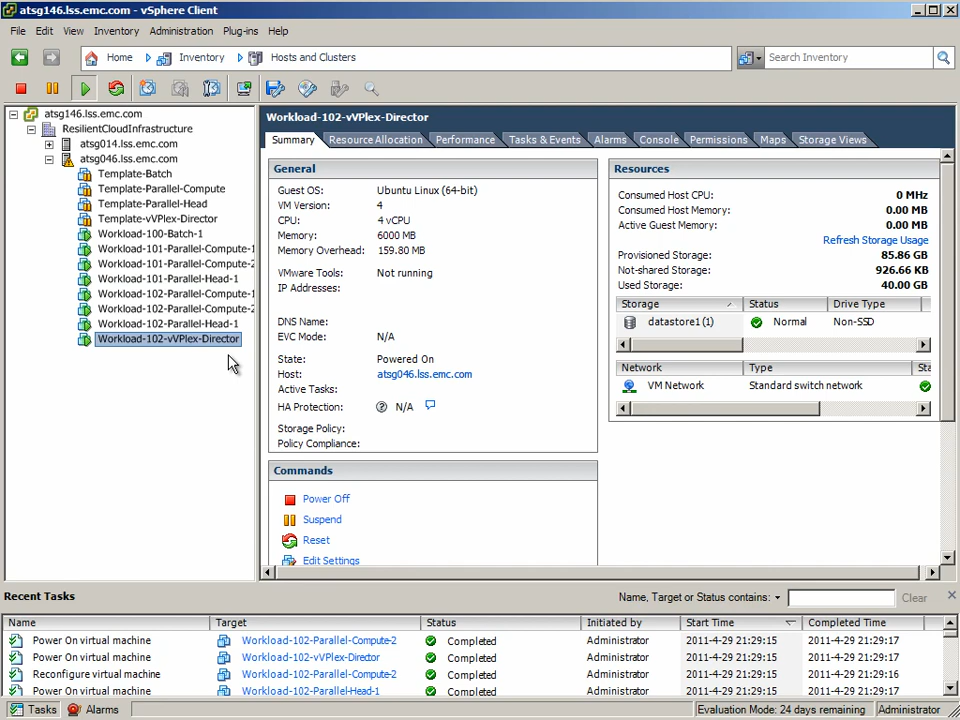 atsg146.lss.emc.com - vSphere Client
File Edit View Inventory Administration Plug-ins Help
Home Inventory Hosts and Clusters
Search Inventory
atsg146.lss.emc.com
ResilientCloudInfrastructure
atsg014.lss.emc.com
atsg046.lss.emc.com
Template-Batch
Template-Parallel-Compute
Template-Parallel-Head
Template-vVPlex-Director
Workload-100-Batch-1
Workload-101-Parallel-Compute-1
Workload-101-Parallel-Compute-2
Workload-101-Parallel-Head-1
Workload-102-Parallel-Compute-1
Workload-102-Parallel-Compute-2
Workload-102-Parallel-Head-1
Workload-102-vVPlex-Director
Workload-102-vVPlex-Director
Summary Resource Allocation Performance Tasks & Events Alarms Console Permissions Maps Storage Views
General
Guest OS: Ubuntu Linux (64-bit)
VM Version: 4
CPU: 4 vCPU
Memory: 6000 MB
Memory Overhead: 159.80 MB
VMware Tools: Not running
IP Addresses:
DNS Name:
EVC Mode: N/A
State: Powered On
Host: atsg046.lss.emc.com
Active Tasks:
HA Protection: N/A
Storage Policy:
Policy Compliance:
Commands
Power Off
Suspend
Reset
Edit Settings
Resources
Consumed Host CPU: 0 MHz
Consumed Host Memory: 0.00 MB
Active Guest Memory: 0.00 MB
Refresh Storage Usage
Provisioned Storage: 85.86 GB
Not-shared Storage: 926.66 KB
Used Storage: 40.00 GB
Storage Status Drive Type
datastore1 (1) Normal Non-SSD
Network Type Sta
VM Network Standard switch network
Recent Tasks
Name, Target or Status contains: Clear
Name Target Status Initiated by Start Time Completed Time
Power On virtual machine Workload-102-Parallel-Compute-2 Completed Administrator 2011-4-29 21:29:15 2011-4-29 21:29:17
Power On virtual machine Workload-102-vVPlex-Director Completed Administrator 2011-4-29 21:29:15 2011-4-29 21:29:17
Reconfigure virtual machine Workload-102-Parallel-Compute-2 Completed Administrator 2011-4-29 21:29:15 2011-4-29 21:29:15
Power On virtual machine Workload-102-Parallel-Head-1 Completed Administrator 2011-4-29 21:29:15 2011-4-29 21:29:16
Tasks Alarms Evaluation Mode: 24 days remaining Administrator